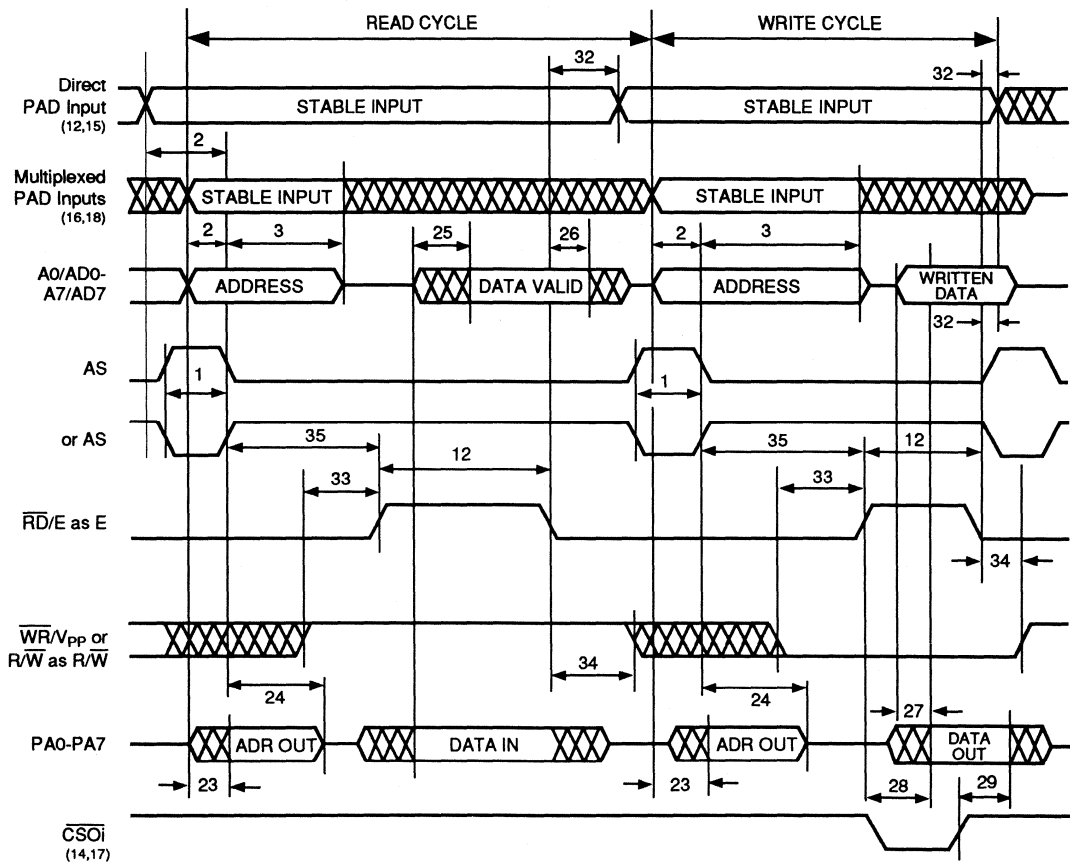 READ CYCLE
WRITE CYCLE
32
32
Direct
PAD Input
(12,15)
STABLE INPUT
STABLE INPUT
2
Multiplexed
PAD Inputs
(16,18)
STABLE INPUT
STABLE INPUT
2
3
25
26
2
3
A0/AD0-
A7/AD7
ADDRESS
DATA VALID
ADDRESS
WRITTEN
DATA
32
AS
1
1
or AS
35
12
35
12
33
33
R̅D̅/E as E
34
W̅R̅/VPP or
R/W̅ as R/W̅
34
24
24
27
PA0-PA7
ADR OUT
DATA IN
ADR OUT
DATA
OUT
23
23
28
29
C̅S̅O̅i̅
(14,17)